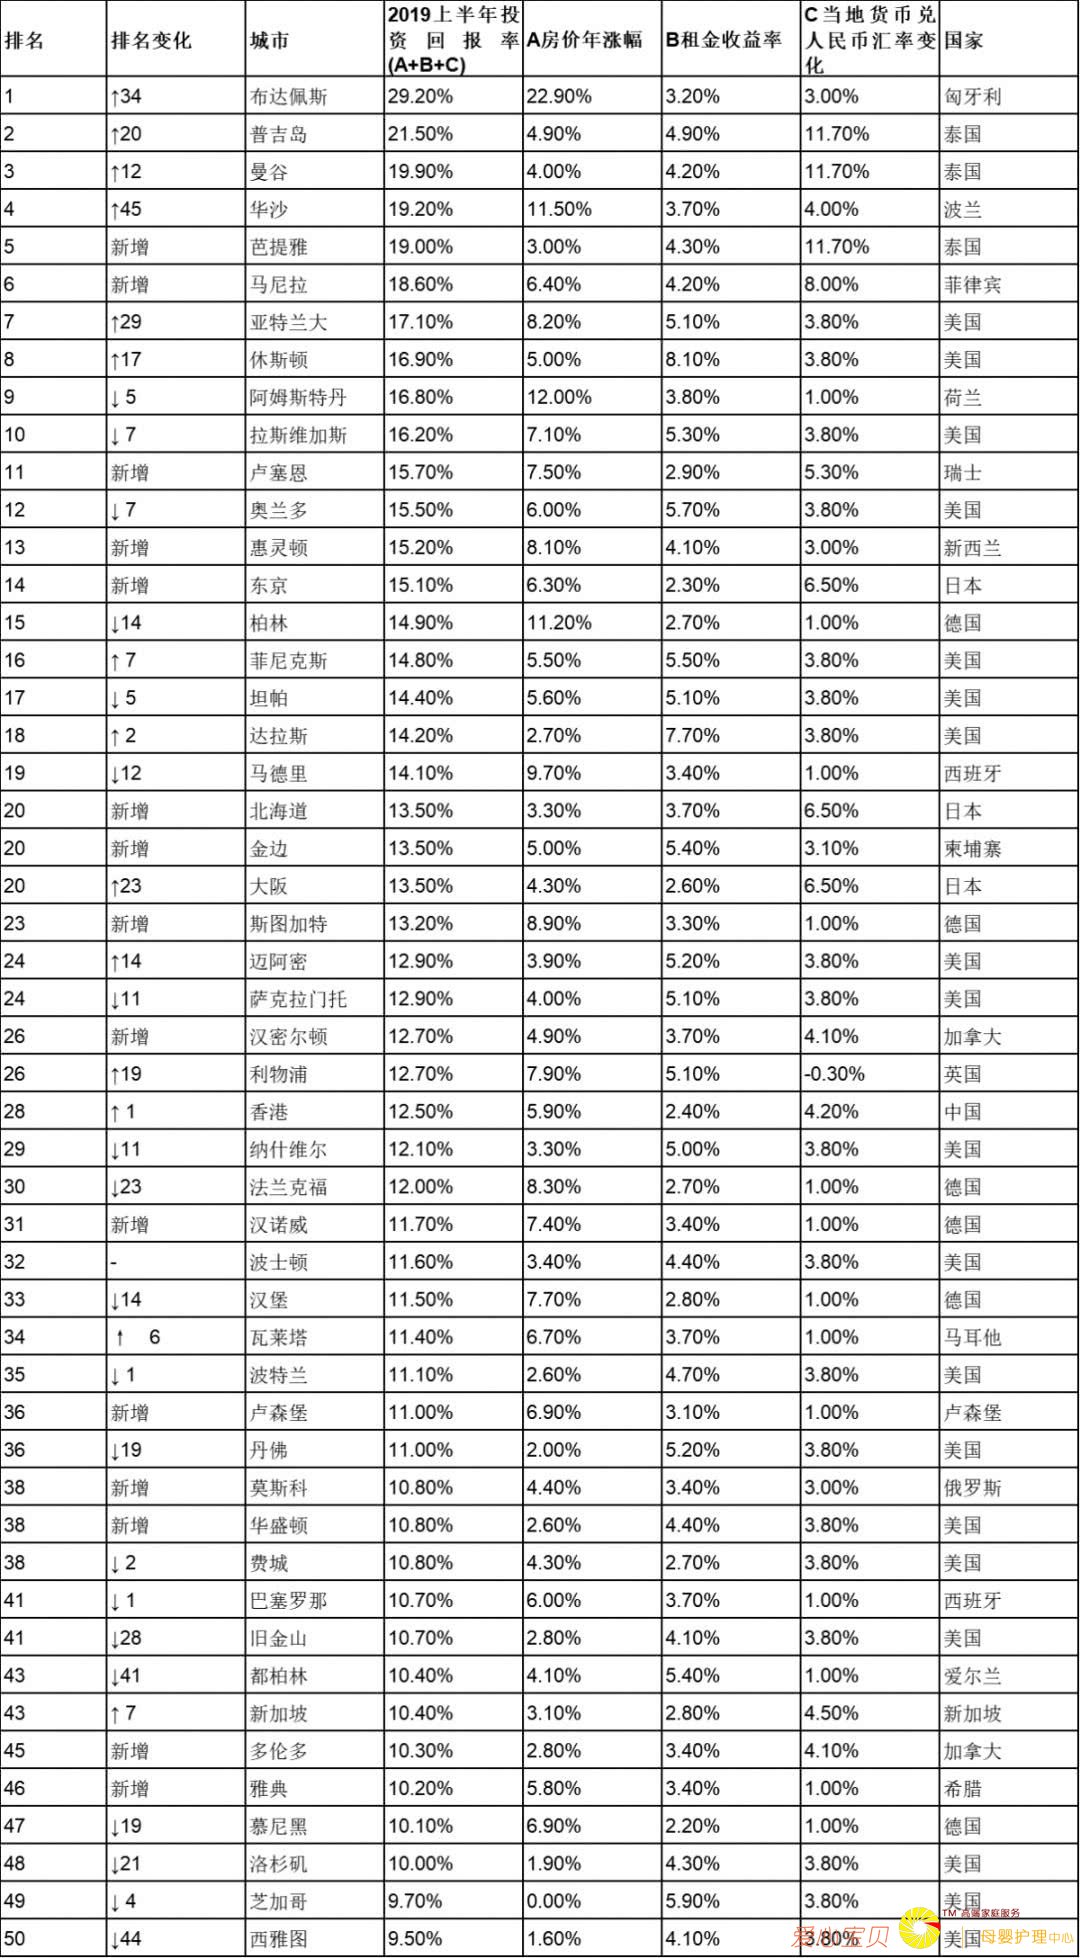 排名 排名变化 城市 2019上半年投资回报率(A+B+C) A房价年涨幅 B租金收益率 C当地货币兑人民币汇率变化 国家
1 ↑34 布达佩斯 29.20% 22.90% 3.20% 3.00% 匈牙利
2 ↑20 普吉岛 21.50% 4.90% 4.90% 11.70% 泰国
3 ↑12 曼谷 19.90% 4.00% 4.20% 11.70% 泰国
4 ↑45 华沙 19.20% 11.50% 3.70% 4.00% 波兰
5 新增 芭提雅 19.00% 3.00% 4.30% 11.70% 泰国
6 新增 马尼拉 18.60% 6.40% 4.20% 8.00% 菲律宾
7 ↑29 亚特兰大 17.10% 8.20% 5.10% 3.80% 美国
8 ↑17 休斯顿 16.90% 5.00% 8.10% 3.80% 美国
9 ↓ 5 阿姆斯特丹 16.80% 12.00% 3.80% 1.00% 荷兰
10 ↓ 7 拉斯维加斯 16.20% 7.10% 5.30% 3.80% 美国
11 新增 卢塞恩 15.70% 7.50% 2.90% 5.30% 瑞士
12 ↓ 7 奥兰多 15.50% 6.00% 5.70% 3.80% 美国
13 新增 惠灵顿 15.20% 8.10% 4.10% 3.00% 新西兰
14 新增 东京 15.10% 6.30% 2.30% 6.50% 日本
15 ↓14 柏林 14.90% 11.20% 2.70% 1.00% 德国
16 ↑ 7 菲尼克斯 14.80% 5.50% 5.50% 3.80% 美国
17 ↓ 5 坦帕 14.40% 5.60% 5.10% 3.80% 美国
18 ↑ 2 达拉斯 14.20% 2.70% 7.70% 3.80% 美国
19 ↓12 马德里 14.10% 9.70% 3.40% 1.00% 西班牙
20 新增 北海道 13.50% 3.30% 3.70% 6.50% 日本
20 新增 金边 13.50% 5.00% 5.40% 3.10% 柬埔寨
20 ↑23 大阪 13.50% 4.30% 2.60% 6.50% 日本
23 新增 斯图加特 13.20% 8.90% 3.30% 1.00% 德国
24 ↑14 迈阿密 12.90% 3.90% 5.20% 3.80% 美国
24 ↓11 萨克拉门托 12.90% 4.00% 5.10% 3.80% 美国
26 新增 汉密尔顿 12.70% 4.90% 3.70% 4.10% 加拿大
26 ↑19 利物浦 12.70% 7.90% 5.10% -0.30% 英国
28 ↑ 1 香港 12.50% 5.90% 2.40% 4.20% 中国
29 ↓11 纳什维尔 12.10% 3.30% 5.00% 3.80% 美国
30 ↓23 法兰克福 12.00% 8.30% 2.70% 1.00% 德国
31 新增 汉诺威 11.70% 7.40% 3.40% 1.00% 德国
32 - 波士顿 11.60% 3.40% 4.40% 3.80% 美国
33 ↓14 汉堡 11.50% 7.70% 2.80% 1.00% 德国
34 ↑ 6 瓦莱塔 11.40% 6.70% 3.70% 1.00% 马耳他
35 ↓ 1 波特兰 11.10% 2.60% 4.70% 3.80% 美国
36 新增 卢森堡 11.00% 6.90% 3.10% 1.00% 卢森堡
36 ↓19 丹佛 11.00% 2.00% 5.20% 3.80% 美国
38 新增 莫斯科 10.80% 4.40% 3.40% 3.00% 俄罗斯
38 新增 华盛顿 10.80% 2.60% 4.40% 3.80% 美国
38 ↓ 2 费城 10.80% 4.30% 2.70% 3.80% 美国
41 ↓ 1 巴塞罗那 10.70% 6.00% 3.70% 1.00% 西班牙
41 ↓28 旧金山 10.70% 2.80% 4.10% 3.80% 美国
43 ↓41 都柏林 10.40% 4.10% 5.40% 1.00% 爱尔兰
43 ↑ 7 新加坡 10.40% 3.10% 2.80% 4.50% 新加坡
45 新增 多伦多 10.30% 2.80% 3.40% 4.10% 加拿大
46 新增 雅典 10.20% 5.80% 3.40% 1.00% 希腊
47 ↓19 慕尼黑 10.10% 6.90% 2.20% 1.00% 德国
48 ↓21 洛杉矶 10.00% 1.90% 4.30% 3.80% 美国
49 ↓ 4 芝加哥 9.70% 0.00% 5.90% 3.80% 美国
50 ↓44 西雅图 9.50% 1.60% 4.10% 3.80% 美国
TM 高端家庭服务
爱心宝贝 | 母婴护理中心